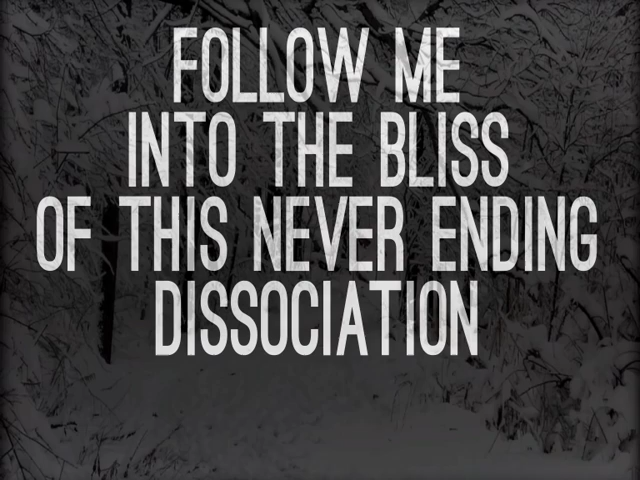 FOLLOW ME
INTO THE BLISS
OF THIS NEVER ENDING
DISSOCIATION